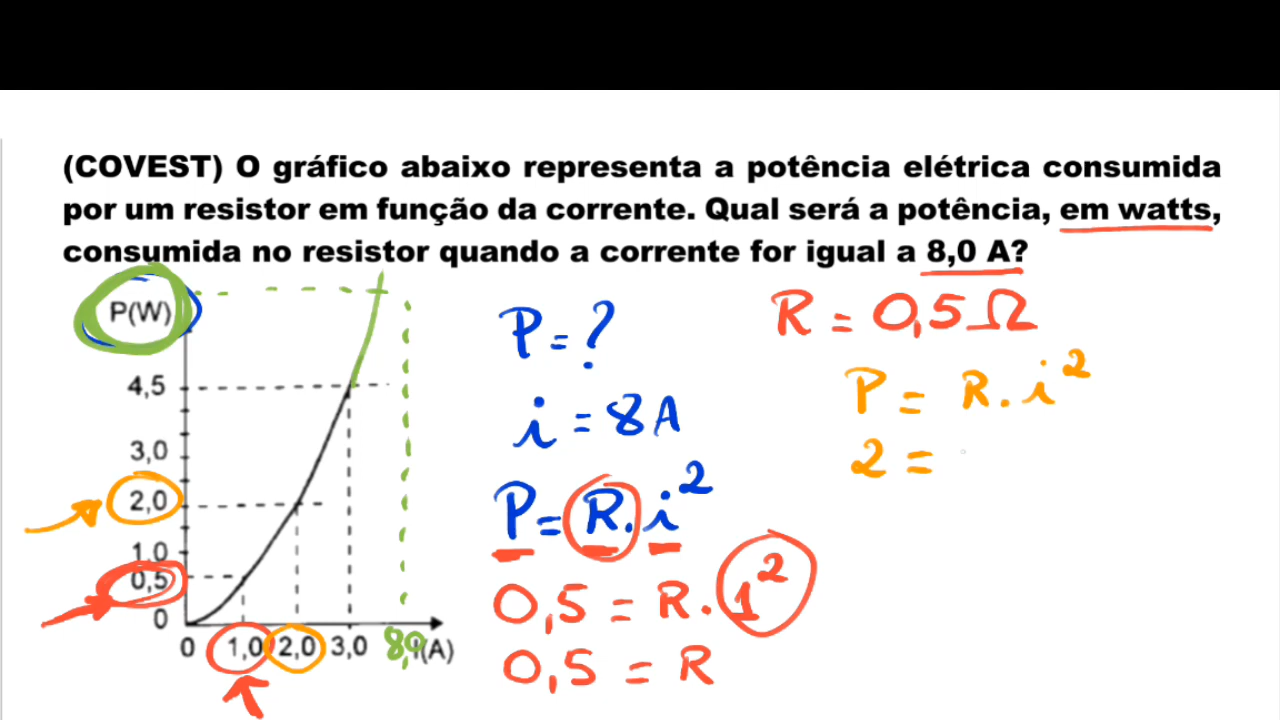 (COVEST) O gráfico abaixo representa a potência elétrica consumida
por um resistor em função da corrente. Qual será a potência, em watts,
consumida no resistor quando a corrente for igual a 8,0 A?
P(W)
4,5
3,0
2,0
1,0
0,5
0
0 1,0 2,0 3,0 8,0 I(A)
P = ?
i = 8A
P = R. i²
0,5 = R. 1²
0,5 = R
R = 0,5 Ω
P = R. i²
2 =